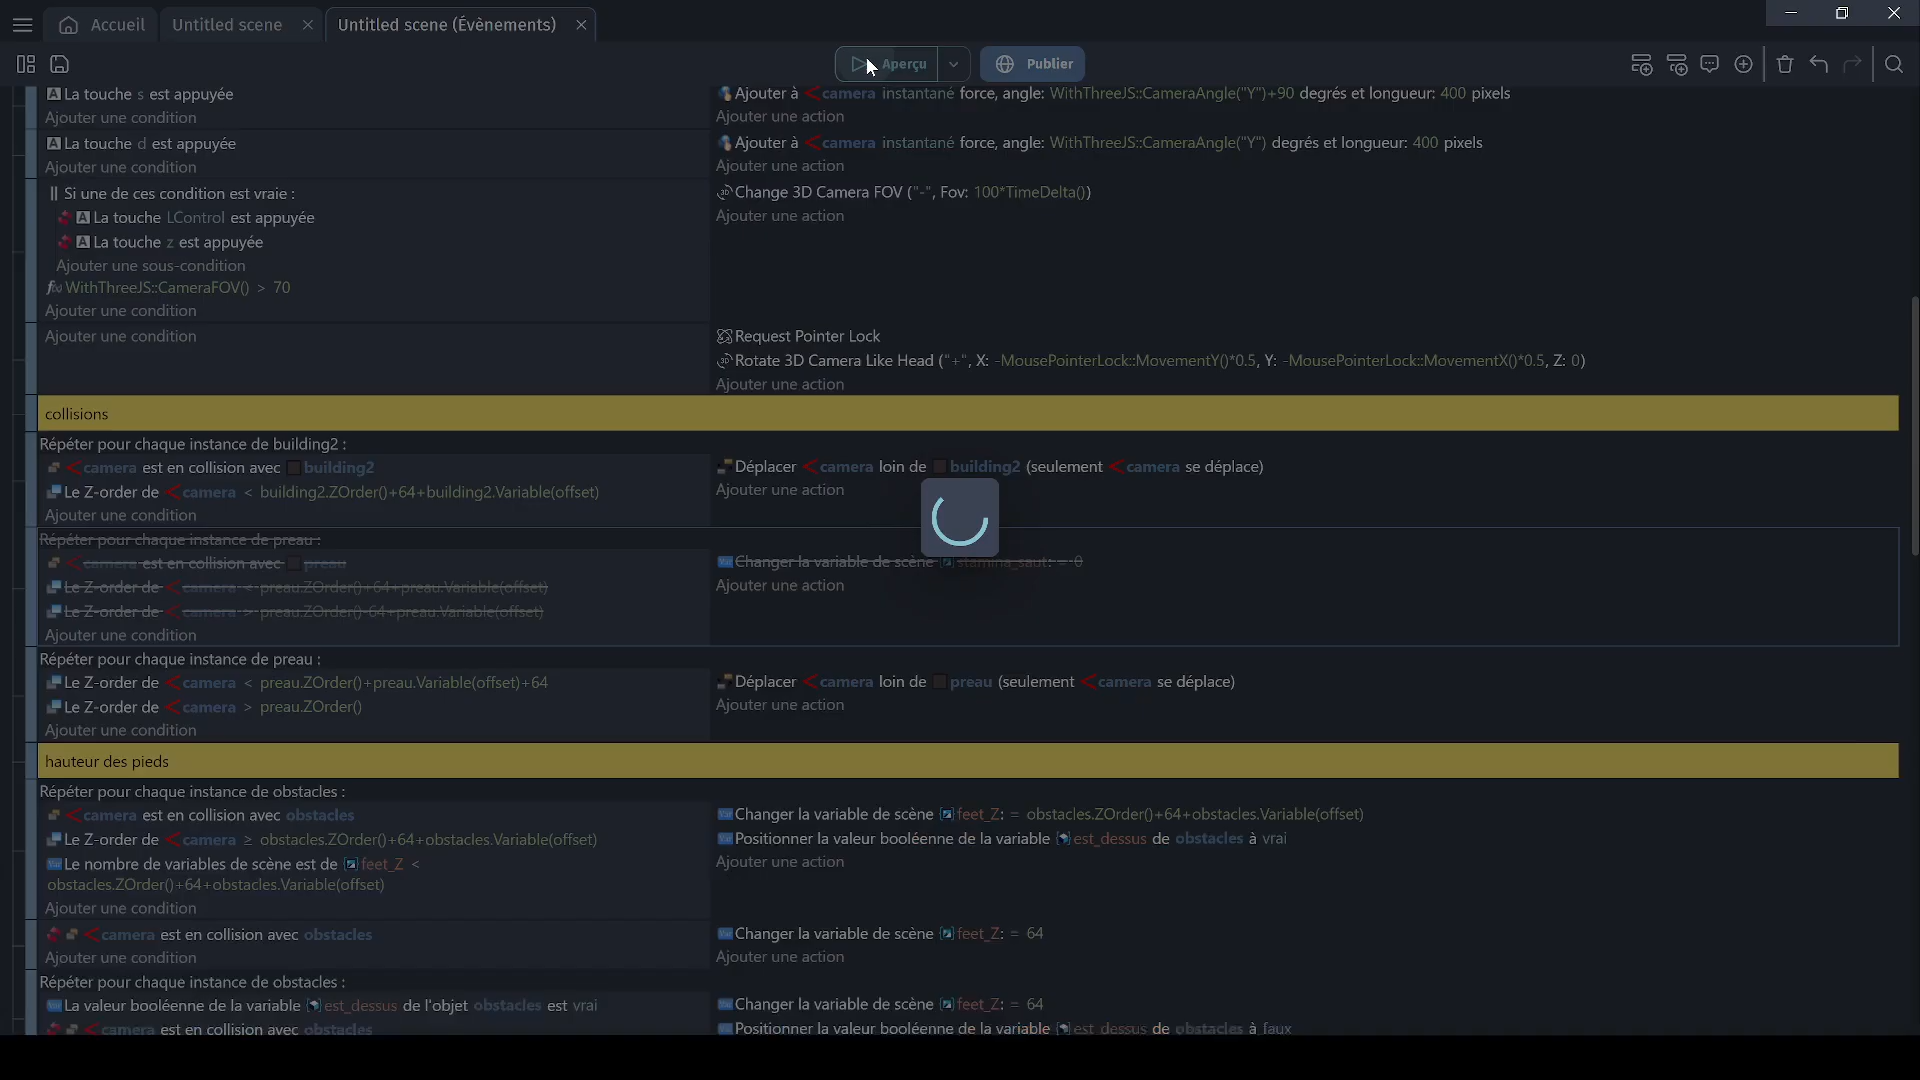 Accueil
Untitled scene
Untitled scene (Évènements)
Aperçu
Publier
La touche s est appuyée
Ajouter une condition
Ajouter à camera instantané force, angle: WithThreeJS::CameraAngle("Y")+90 degrés et longueur: 400 pixels
Ajouter une action
La touche d est appuyée
Ajouter une condition
Ajouter à camera instantané force, angle: WithThreeJS::CameraAngle("Y") degrés et longueur: 400 pixels
Ajouter une action
Si une de ces condition est vraie :
La touche LControl est appuyée
La touche z est appuyée
Ajouter une sous-condition
WithThreeJS::CameraFOV() > 70
Ajouter une condition
Change 3D Camera FOV ("-", Fov: 100*TimeDelta())
Ajouter une action
Ajouter une condition
Request Pointer Lock
Rotate 3D Camera Like Head ("+", X: -MousePointerLock::MovementY()*0.5, Y: -MousePointerLock::MovementX()*0.5, Z: 0)
Ajouter une action
collisions
Répéter pour chaque instance de building2 :
camera est en collision avec building2
Le Z-order de camera < building2.ZOrder()+64+building2.Variable(offset)
Ajouter une condition
Déplacer camera loin de building2 (seulement camera se déplace)
Ajouter une action
Répéter pour chaque instance de preau :
camera est en collision avec preau
Le Z-order de camera < preau.ZOrder()+64+preau.Variable(offset)
Le Z-order de camera > preau.ZOrder()-64+preau.Variable(offset)
Ajouter une condition
Changer la variable de scène stamina_saut: = 0
Ajouter une action
Répéter pour chaque instance de preau :
Le Z-order de camera < preau.ZOrder()+preau.Variable(offset)+64
Le Z-order de camera > preau.ZOrder()
Ajouter une condition
Déplacer camera loin de preau (seulement camera se déplace)
Ajouter une action
hauteur des pieds
Répéter pour chaque instance de obstacles :
camera est en collision avec obstacles
Le Z-order de camera ≥ obstacles.ZOrder()+64+obstacles.Variable(offset)
Le nombre de variables de scène est de feet_Z <
obstacles.ZOrder()+64+obstacles.Variable(offset)
Ajouter une condition
Changer la variable de scène feet_Z: = obstacles.ZOrder()+64+obstacles.Variable(offset)
Positionner la valeur booléenne de la variable est_dessus de obstacles à vrai
Ajouter une action
camera est en collision avec obstacles
Ajouter une condition
Changer la variable de scène feet_Z: = 64
Ajouter une action
Répéter pour chaque instance de obstacles :
La valeur booléenne de la variable est_dessus de l'objet obstacles est vrai
camera est en collision avec obstacles
Changer la variable de scène feet_Z: = 64
Positionner la valeur booléenne de la variable est_dessus de obstacles à faux